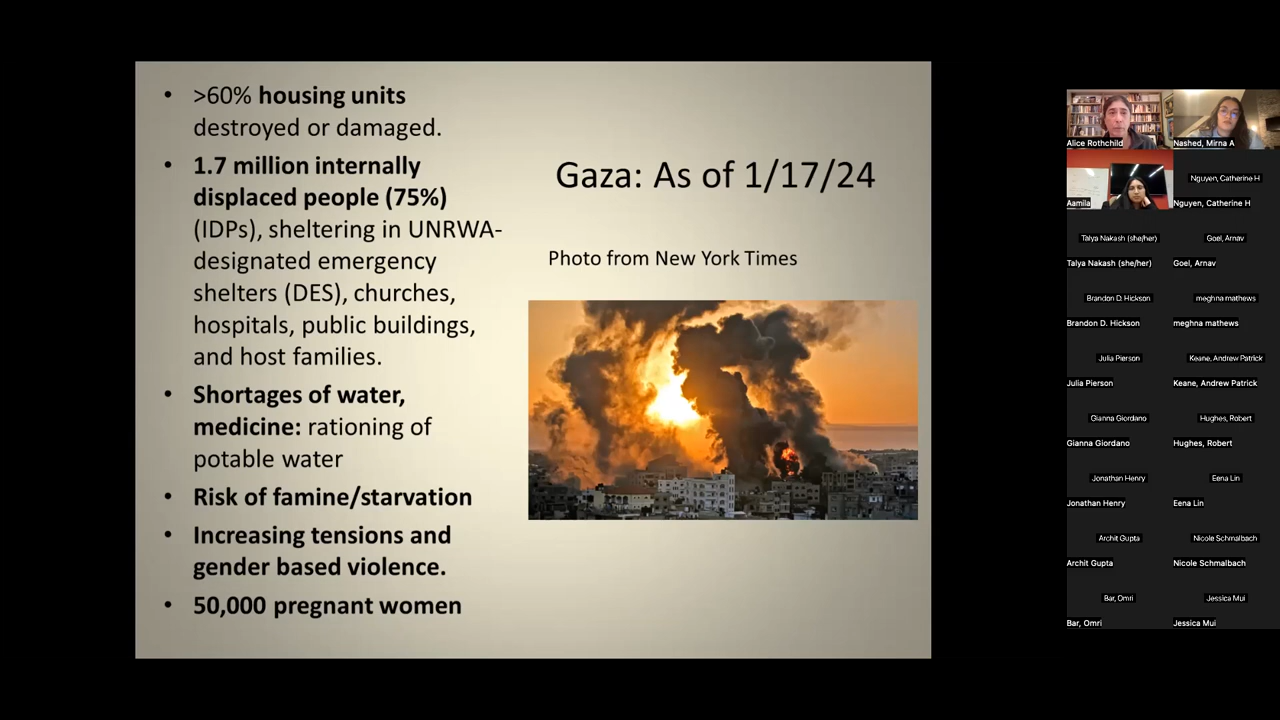 • >60% housing units
destroyed or damaged.
• 1.7 million internally
displaced people (75%)
(IDPs), sheltering in UNRWA-
designated emergency
shelters (DES), churches,
hospitals, public buildings,
and host families.
• Shortages of water,
medicine: rationing of
potable water
• Risk of famine/starvation
• Increasing tensions and
gender based violence.
• 50,000 pregnant women
Gaza: As of 1/17/24
Photo from New York Times
Alice Rothchild
Nashed, Mirna A
Aamila
Nguyen, Catherine H
Nguyen, Catherine H
Talya Nakash (she/her)
Goel, Arnav
Talya Nakash (she/her)
Goel, Arnav
Brandon D. Hickson
meghna mathews
Brandon D. Hickson
meghna mathews
Julia Pierson
Keane, Andrew Patrick
Julia Pierson
Keane, Andrew Patrick
Gianna Giordano
Hughes, Robert
Gianna Giordano
Hughes, Robert
Jonathan Henry
Eena Lin
Jonathan Henry
Eena Lin
Archit Gupta
Nicole Schmalbach
Archit Gupta
Nicole Schmalbach
Bar, Omri
Jessica Mui
Bar, Omri
Jessica Mui